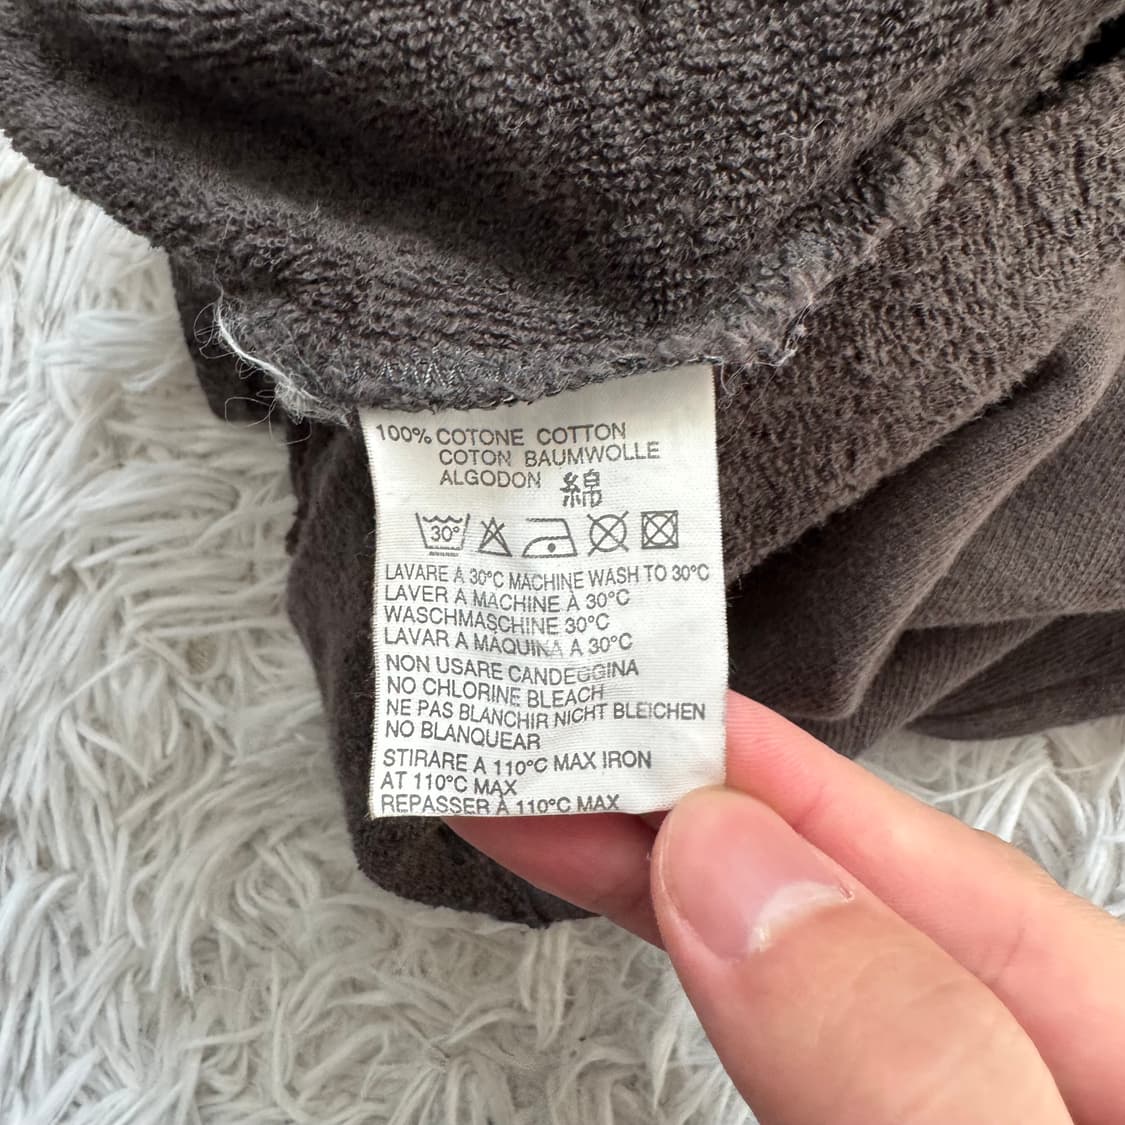 100% COTONE COTTON
COTON BAUMWOLLE
ALGODON 綿
30°
LAVARE A 30°C MACHINE WASH TO 30°C
LAVER A MACHINE À 30°C
WASCHMASCHINE 30°C
LAVAR A MÁQUINA A 30°C
NON USARE CANDEGGINA
NO CHLORINE BLEACH
NE PAS BLANCHIR NICHT BLEICHEN
NO BLANQUEAR
STIRARE A 110°C MAX IRON
AT 110°C MAX
REPASSER À 110°C MAX